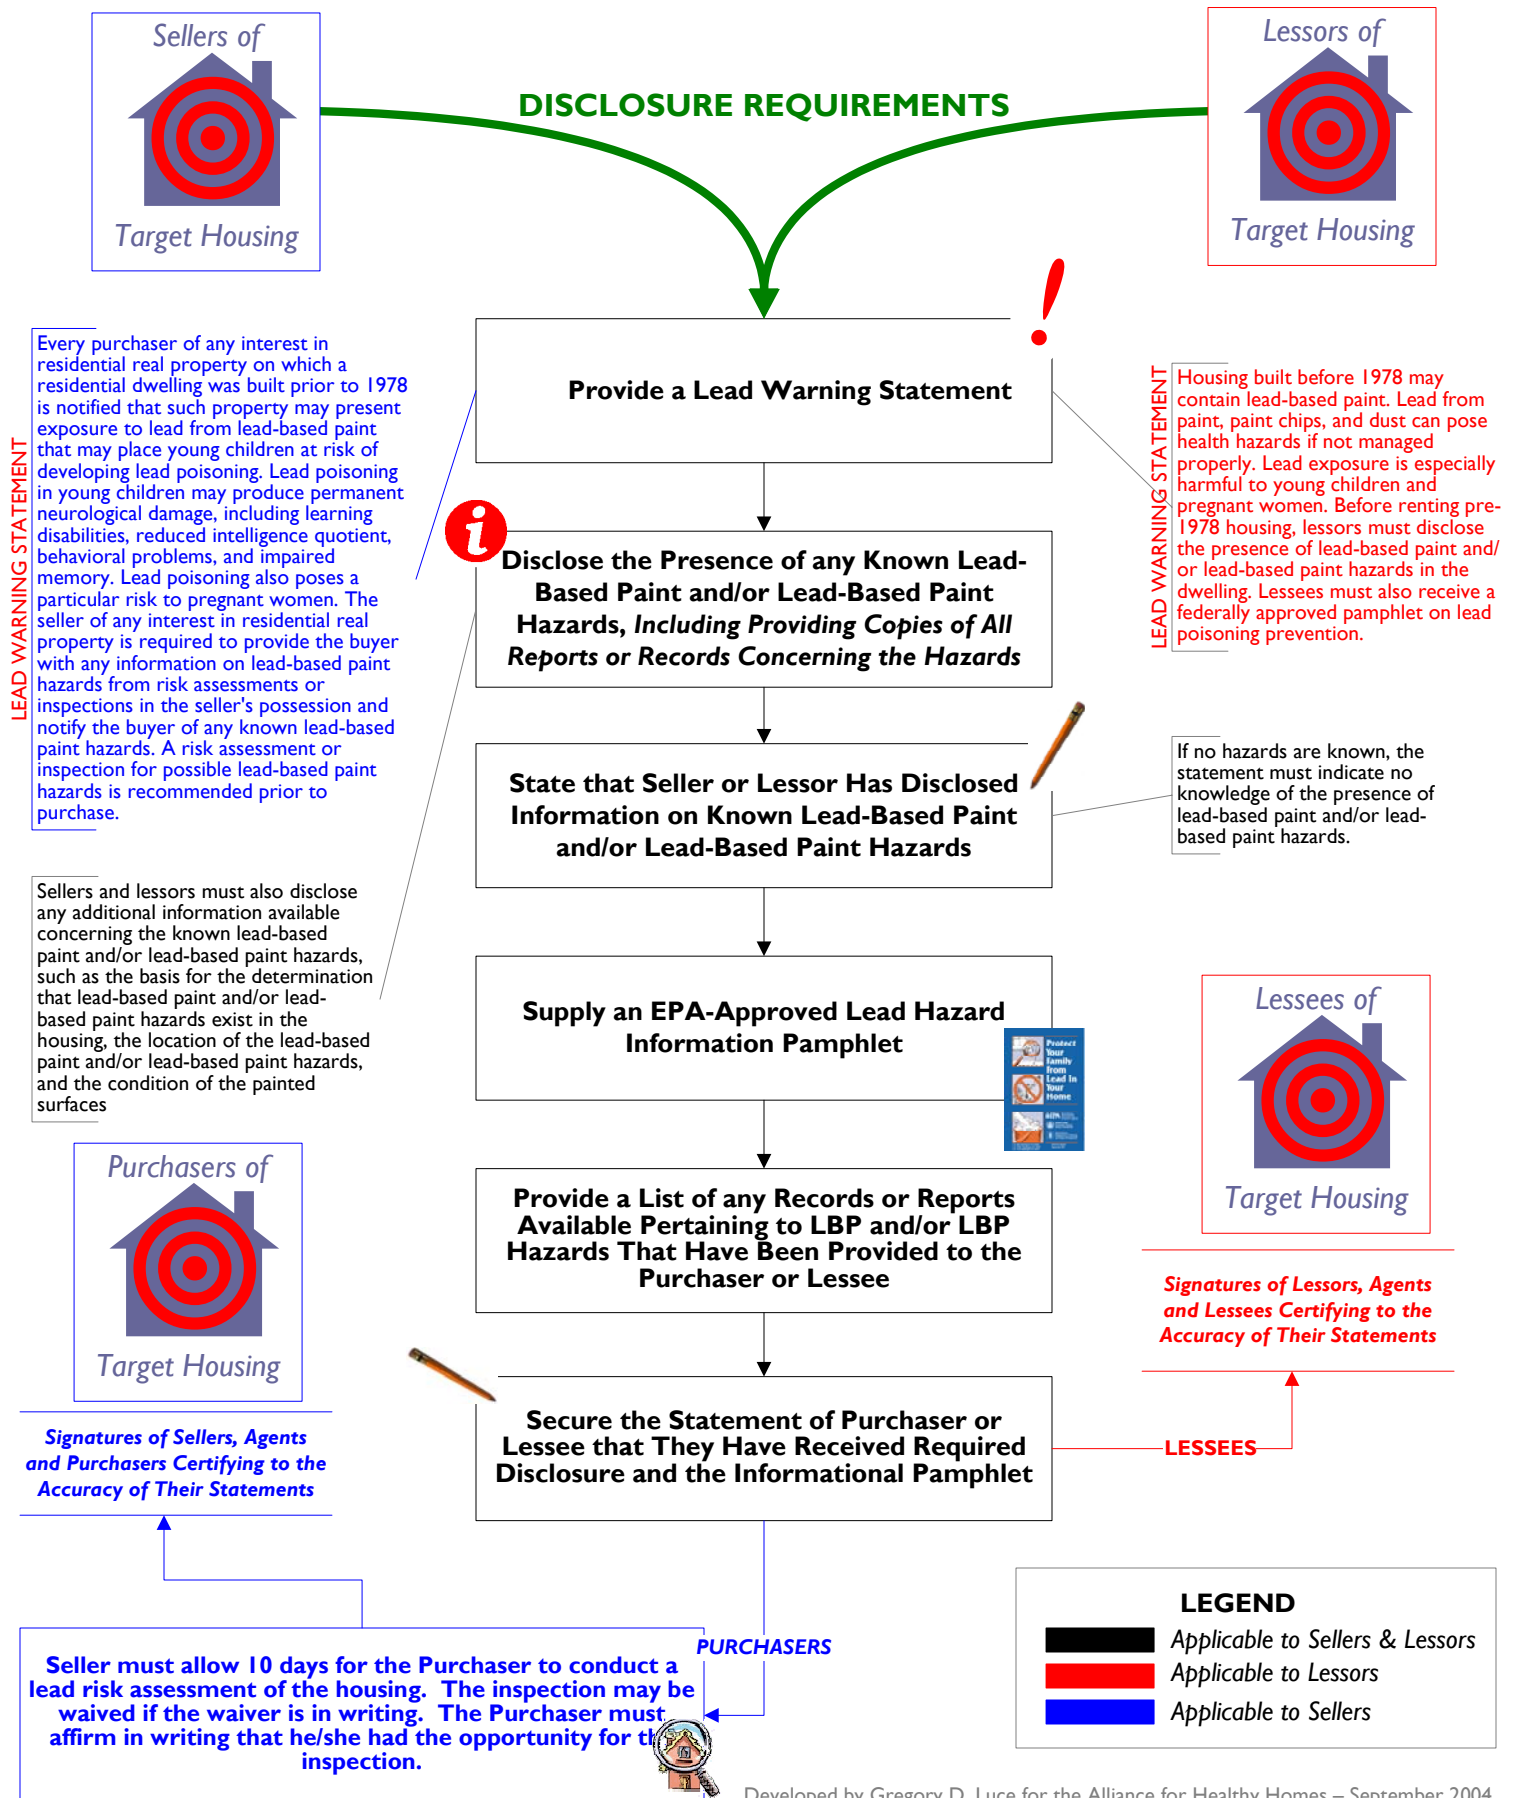 Sellers of
Target Housing
DISCLOSURE REQUIREMENTS
Lessors of
Target Housing
!
Provide a Lead Warning Statement
LEAD WARNING STATEMENT
Every purchaser of any interest in
residential real property on which a
residential dwelling was built prior to 1978
is notified that such property may present
exposure to lead from lead-based paint
that may place young children at risk of
developing lead poisoning. Lead poisoning
in young children may produce permanent
neurological damage, including learning
disabilities, reduced intelligence quotient,
behavioral problems, and impaired
memory. Lead poisoning also poses a
particular risk to pregnant women. The
seller of any interest in residential real
property is required to provide the buyer
with any information on lead-based paint
hazards from risk assessments or
inspections in the seller's possession and
notify the buyer of any known lead-based
paint hazards. A risk assessment or
inspection for possible lead-based paint
hazards is recommended prior to
purchase.
LEAD WARNING STATEMENT
Housing built before 1978 may
contain lead-based paint. Lead from
paint, paint chips, and dust can pose
health hazards if not managed
properly. Lead exposure is especially
harmful to young children and
pregnant women. Before renting pre-
1978 housing, lessors must disclose
the presence of lead-based paint and/
or lead-based paint hazards in the
dwelling. Lessees must also receive a
federally approved pamphlet on lead
poisoning prevention.
i
Disclose the Presence of any Known Lead-
Based Paint and/or Lead-Based Paint
Hazards, Including Providing Copies of All
Reports or Records Concerning the Hazards
State that Seller or Lessor Has Disclosed
Information on Known Lead-Based Paint
and/or Lead-Based Paint Hazards
If no hazards are known, the
statement must indicate no
knowledge of the presence of
lead-based paint and/or lead-
based paint hazards.
Sellers and lessors must also disclose
any additional information available
concerning the known lead-based
paint and/or lead-based paint hazards,
such as the basis for the determination
that lead-based paint and/or lead-
based paint hazards exist in the
housing, the location of the lead-based
paint and/or lead-based paint hazards,
and the condition of the painted
surfaces
Supply an EPA-Approved Lead Hazard
Information Pamphlet
Protect
Your
Family
From
Lead In
Your
Home
Lessees of
Target Housing
Purchasers of
Target Housing
Provide a List of any Records or Reports
Available Pertaining to LBP and/or LBP
Hazards That Have Been Provided to the
Purchaser or Lessee
Signatures of Lessors, Agents
and Lessees Certifying to the
Accuracy of Their Statements
Secure the Statement of Purchaser or
Lessee that They Have Received Required
Disclosure and the Informational Pamphlet
LESSEES
Signatures of Sellers, Agents
and Purchasers Certifying to the
Accuracy of Their Statements
PURCHASERS
Seller must allow 10 days for the Purchaser to conduct a
lead risk assessment of the housing. The inspection may be
waived if the waiver is in writing. The Purchaser must
affirm in writing that he/she had the opportunity for
inspection.
LEGEND
Applicable to Sellers & Lessors
Applicable to Lessors
Applicable to Sellers
Developed by Gregory D. Luce for the Alliance for Healthy Homes – September 2004